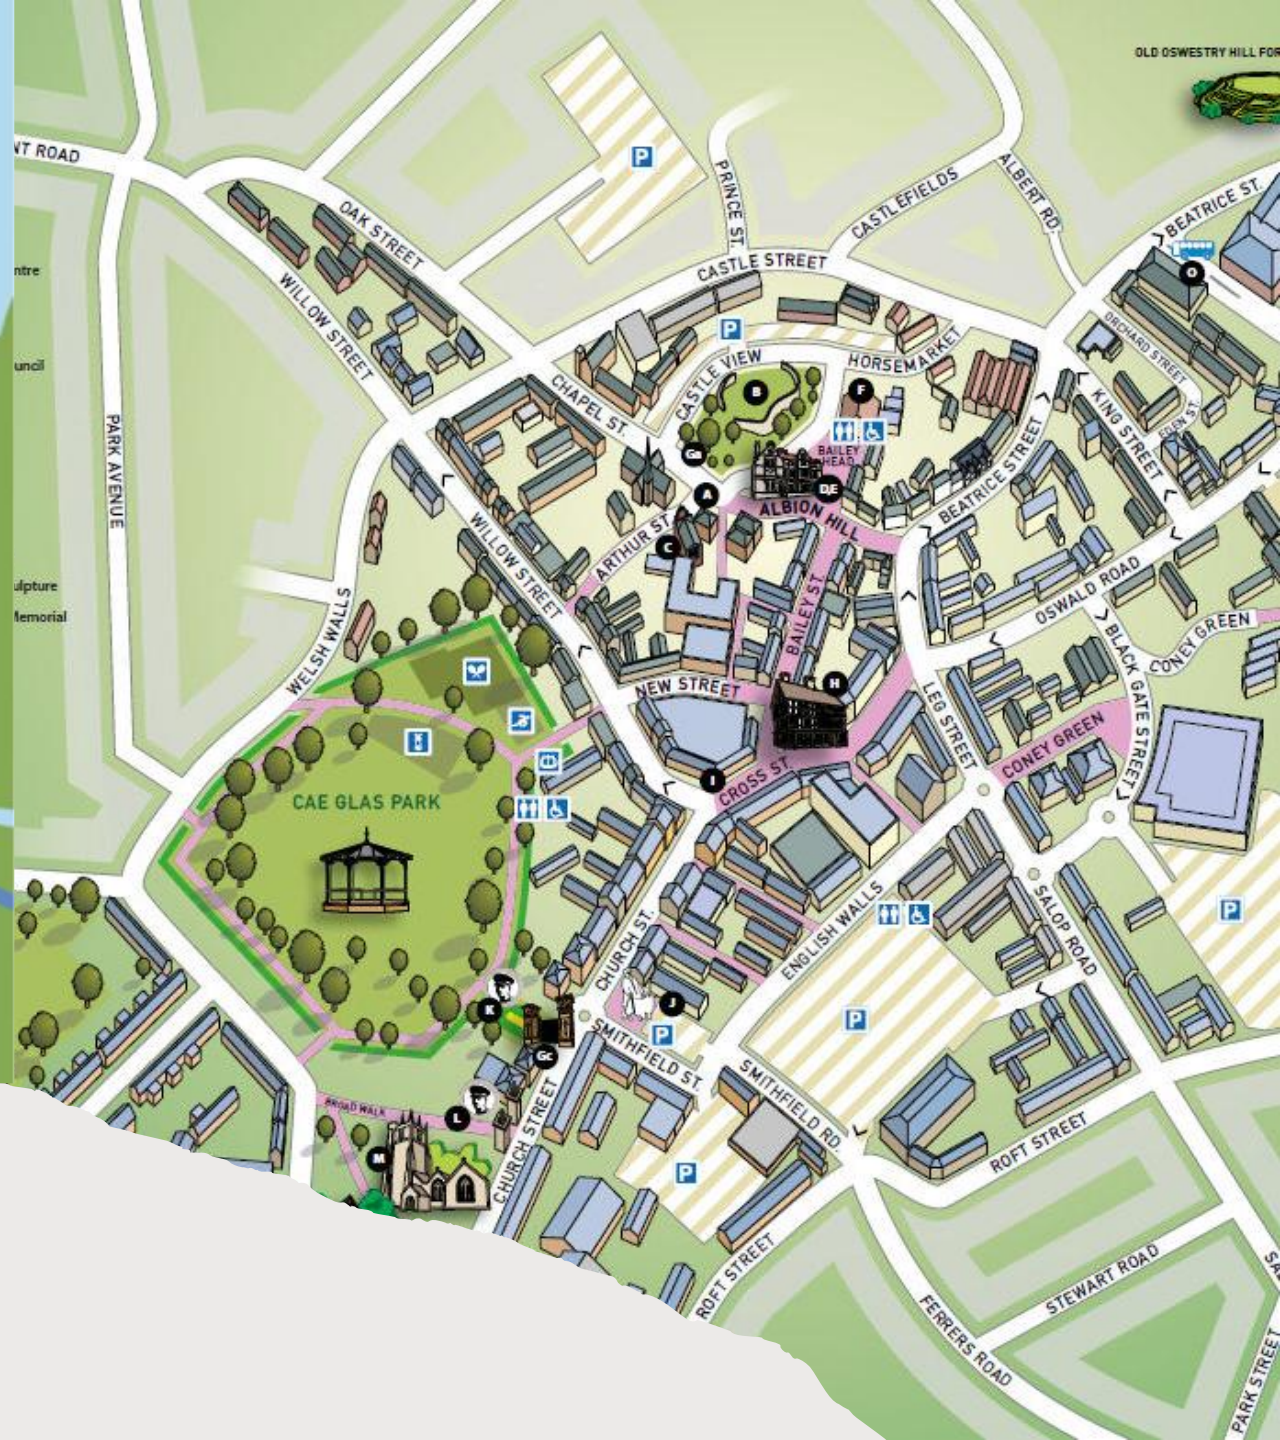 OLD OSWESTRY HILL FOR
NT ROAD
P
PRINCE ST.
CASTLEFIELDS
ALBERT RD.
BEATRICE ST.
OAK STREET
CASTLE STREET
ntre
O
WILLOW STREET
P
ORCHARD STREET
CASTLE VIEW
HORSEMARKET
uncil
CHAPEL ST.
B
F
KING STREET
EDEN ST.
PARK AVENUE
Ga
BAILEY
HEAD
BEATRICE STREET
A
D/E
ALBION HILL
WILLOW STREET
ARTHUR ST.
C
ulpture
Memorial
WELSH WALLS
BAILEY ST.
OSWALD ROAD
BLACK GATE STREET
CONEY GREEN
NEW STREET
H
LEG STREET
CONEY GREEN
I
CROSS ST.
CAE GLAS PARK
ENGLISH WALLS
SALOP ROAD
P
CHURCH ST.
K
J
P
P
SMITHFIELD ST.
Gc
SMITHFIELD RD.
BROAD WALK
L
CHURCH STREET
M
P
ROFT STREET
ROFT STREET
STEWART ROAD
FERRERS ROAD
SA
PARK STREET